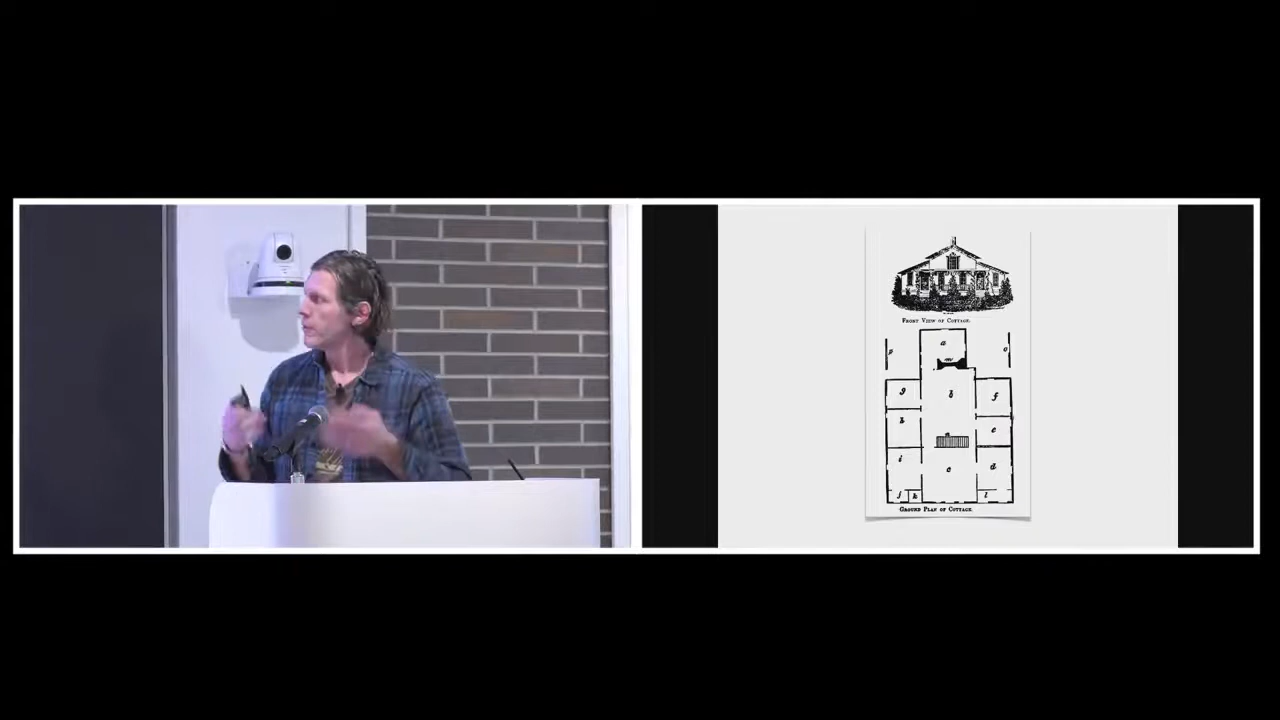 FRONT VIEW OF COTTAGE.
a
p
o
m
g
b
f
h
e
i
c
d
j
k
l
GROUND PLAN OF COTTAGE.